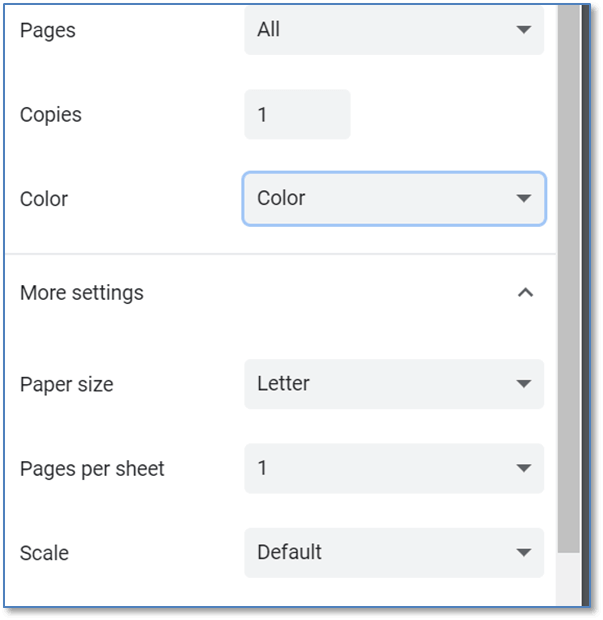 Pages All
Copies 1
Color Color
More settings
Paper size Letter
Pages per sheet 1
Scale Default